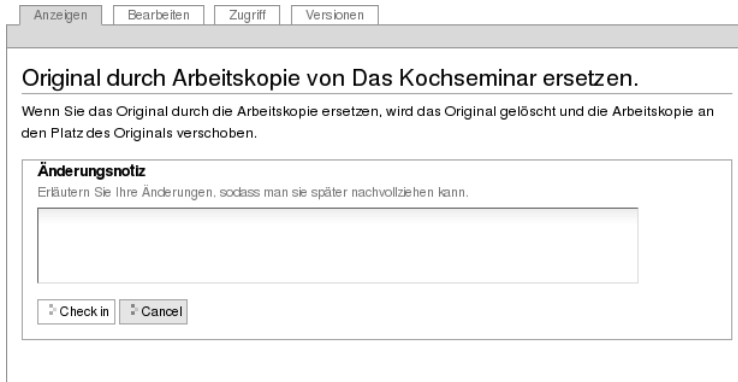 Anzeigen Bearbeiten Zugriff Versionen
Original durch Arbeitskopie von Das Kochseminar ersetzen.
Wenn Sie das Original durch die Arbeitskopie ersetzen, wird das Original gelöscht und die Arbeitskopie an
den Platz des Originals verschoben.
Änderungsnotiz
Erläutern Sie Ihre Änderungen, sodass man sie später nachvollziehen kann.
Check in Cancel